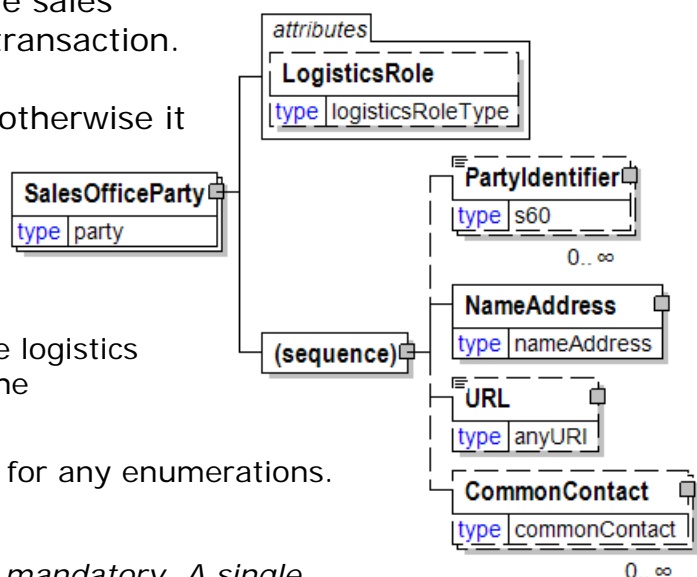 e sales
transaction.
otherwise it
e logistics
ne
for any enumerations.
mandatory. A single
attributes
LogisticsRole
type logisticsRoleType
SalesOfficeParty
type party
(sequence)
PartyIdentifier
type s60
0.. ∞
NameAddress
type nameAddress
URL
type anyURI
CommonContact
type commonContact
0.. ∞